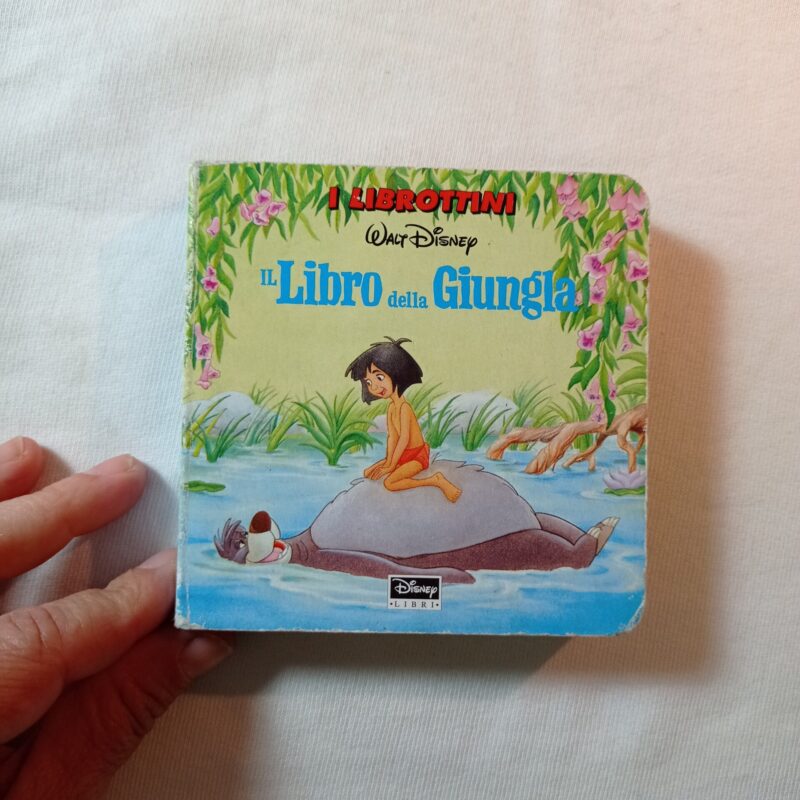 I LIBROTTINI
WALT DISNEY
IL Libro della Giungla
DISNEY
• LIBRI •